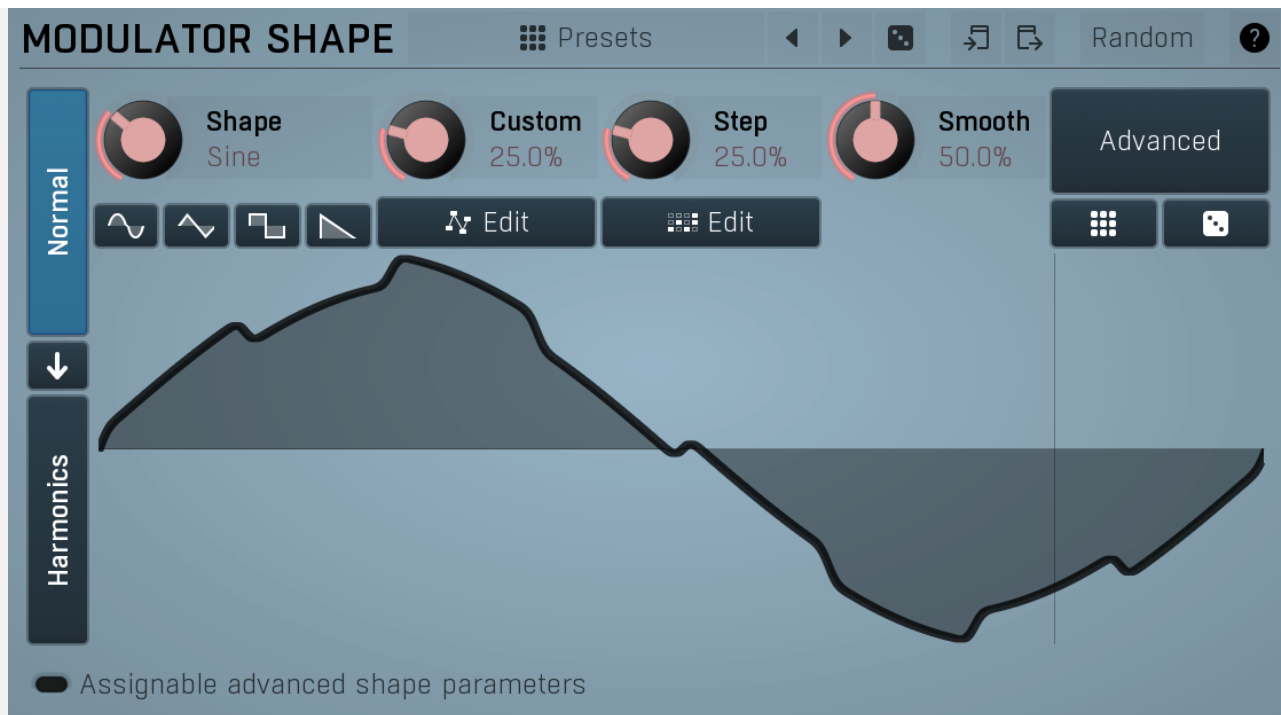 MODULATOR SHAPE
Presets
Random
?
Normal
Shape
Sine
Custom
25.0%
Step
25.0%
Smooth
50.0%
Advanced
Edit
Edit
Harmonics
Assignable advanced shape parameters